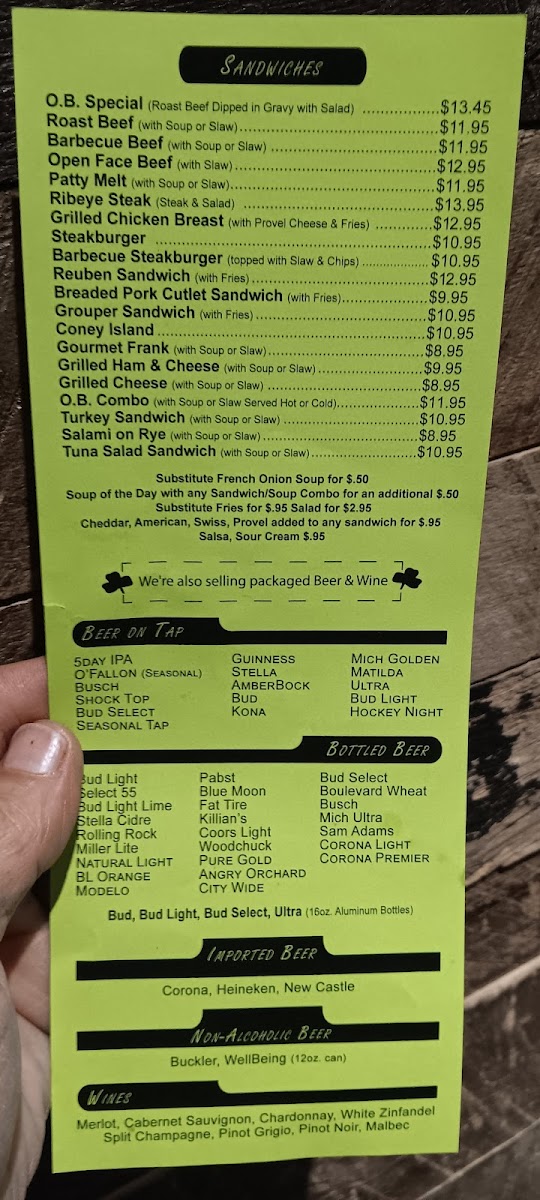 SANDWICHES
O.B. Special (Roast Beef Dipped in Gravy with Salad) ..................$13.45
Roast Beef (with Soup or Slaw)..............................................$11.95
Barbecue Beef (with Soup or Slaw) .......................................$11.95
Open Face Beef (with Slaw)..............................................$12.95
Patty Melt (with Soup or Slaw)..............................................$11.95
Ribeye Steak (Steak & Salad) ............................................$13.95
Grilled Chicken Breast (with Provel Cheese & Fries) ..............$12.95
Steakburger ................................................................$10.95
Barbecue Steakburger (topped with Slaw & Chips) ................$10.95
Reuben Sandwich (with Fries)..........................................$12.95
Breaded Pork Cutlet Sandwich (with Fries)....................$9.95
Grouper Sandwich (with Fries).......................................$10.95
Coney Island..............................................................$10.95
Gourmet Frank (with Soup or Slaw)....................................$8.95
Grilled Ham & Cheese (with Soup or Slaw)........................$9.95
Grilled Cheese (with Soup or Slaw) ...................................$8.95
O.B. Combo (with Soup or Slaw Served Hot or Cold)...................$11.95
Turkey Sandwich (with Soup or Slaw) ...............................$10.95
Salami on Rye (with Soup or Slaw)....................................$8.95
Tuna Salad Sandwich (with Soup or Slaw)........................$10.95
Substitute French Onion Soup for $.50
Soup of the Day with any Sandwich/Soup Combo for an additional $.50
Substitute Fries for $.95 Salad for $2.95
Cheddar, American, Swiss, Provel added to any sandwich for $.95
Salsa, Sour Cream $.95
We're also selling packaged Beer & Wine
BEER ON TAP
5DAY IPA GUINNESS MICH GOLDEN
O'FALLON (SEASONAL) STELLA MATILDA
BUSCH AMBERBOCK ULTRA
SHOCK TOP BUD BUD LIGHT
BUD SELECT KONA HOCKEY NIGHT
SEASONAL TAP
BOTTLED BEER
Bud Light Pabst Bud Select
Select 55 Blue Moon Boulevard Wheat
Bud Light Lime Fat Tire Busch
Stella Cidre Killian's Mich Ultra
Rolling Rock Coors Light Sam Adams
Miller Lite Woodchuck CORONA LIGHT
NATURAL LIGHT PURE GOLD CORONA PREMIER
BL ORANGE ANGRY ORCHARD
MODELO CITY WIDE
Bud, Bud Light, Bud Select, Ultra (16oz. Aluminum Bottles)
IMPORTED BEER
Corona, Heineken, New Castle
NON-ALCOHOLIC BEER
Buckler, WellBeing (12oz. can)
WINES
Merlot, Cabernet Sauvignon, Chardonnay, White Zinfandel
Split Champagne, Pinot Grigio, Pinot Noir, Malbec